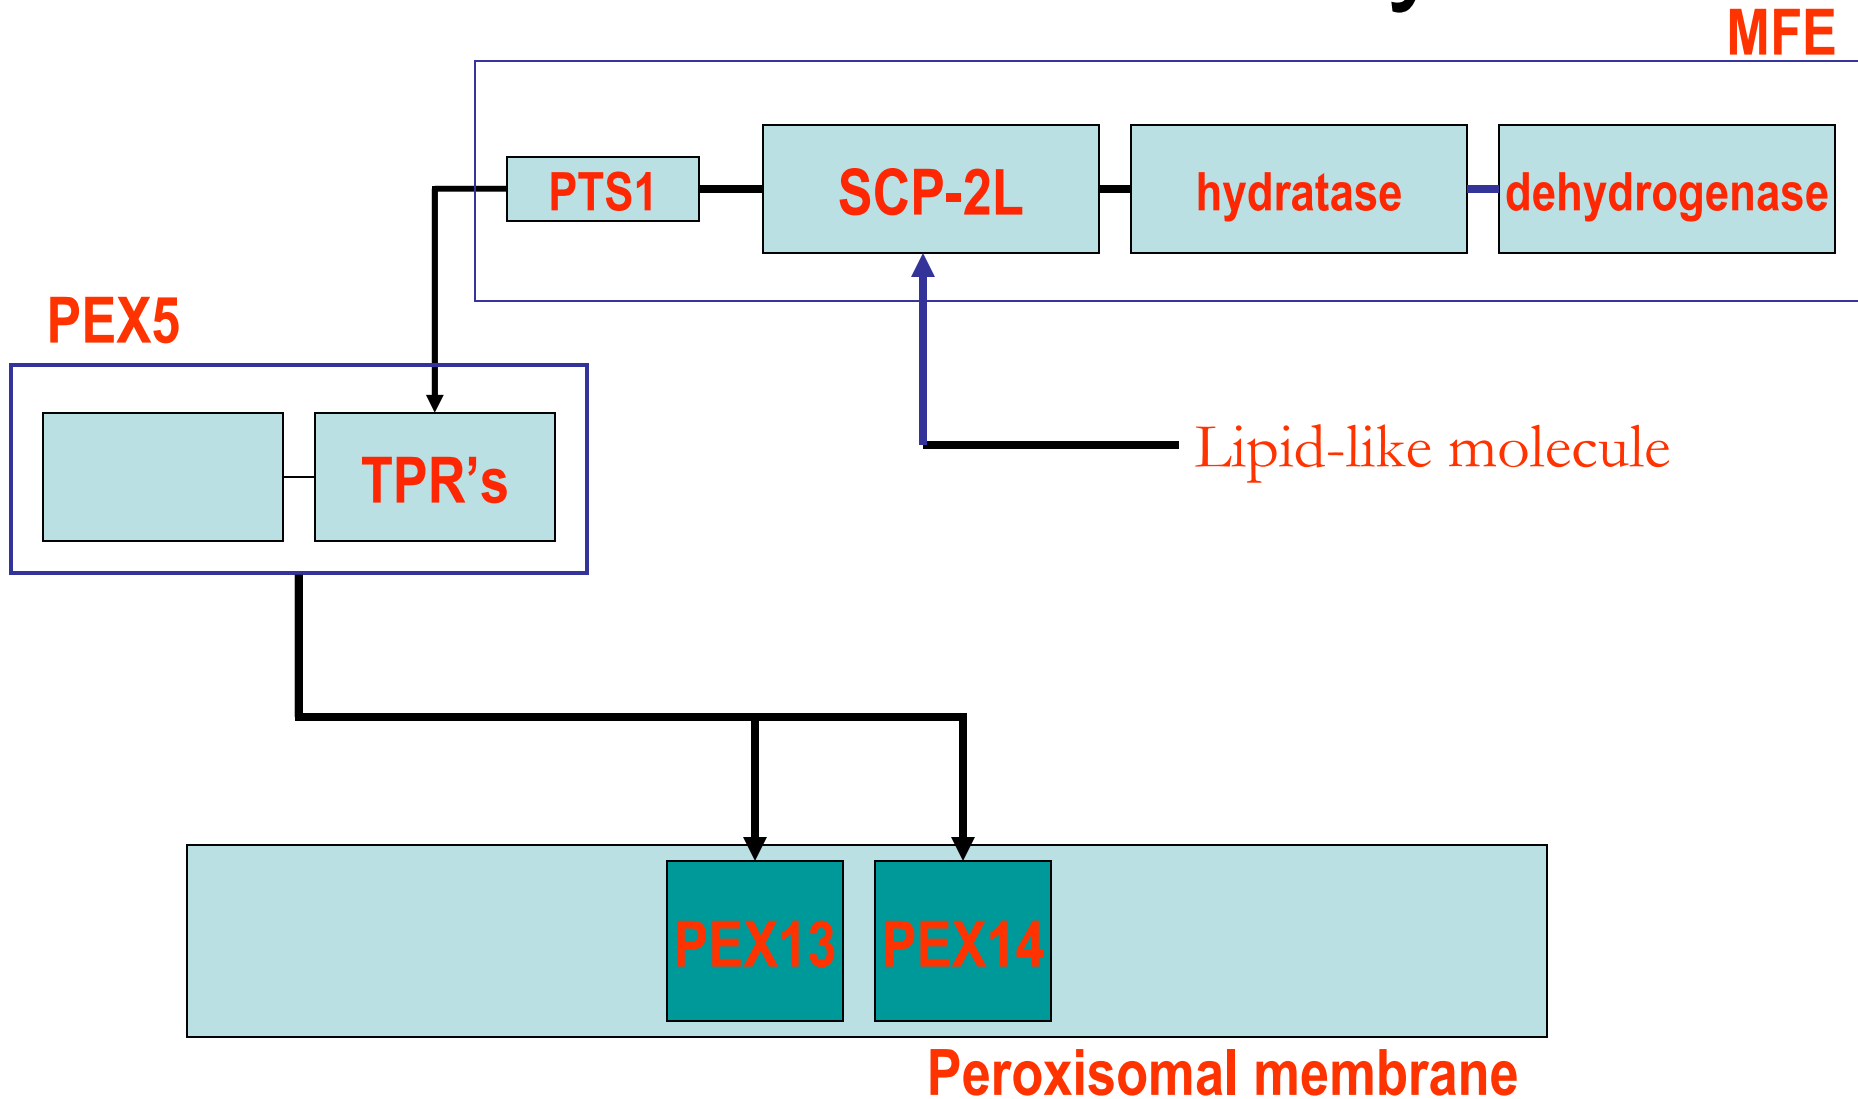 MFE
PTS1
SCP-2L
hydratase
dehydrogenase
PEX5
TPR’s
Lipid-like molecule
PEX13
PEX14
Peroxisomal membrane